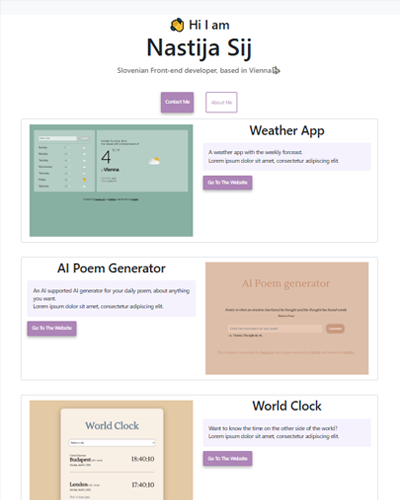 👋 Hi I am
Nastija Sij
Slovenian Front-end developer, based in Vienna
Contact Me
About Me
Weather App
A weather app with the weekly forcast.
Lorem ipsum dolor sit amet, consectetur adipiscing elit.
Go To The Website
4
Vienna
AI Poem Generator
An AI supported AI generator for your daily poem, about anything
you want.
Lorem ipsum dolor sit amet, consectetur adipiscing elit.
Go To The Website
AI Poem generator
World Clock
Want to know the time on the other side of the world?
Lorem ipsum dolor sit amet, consectetur adipiscing elit.
Go To The Website
World Clock
Budapest
18:40:10
London
17:40:10